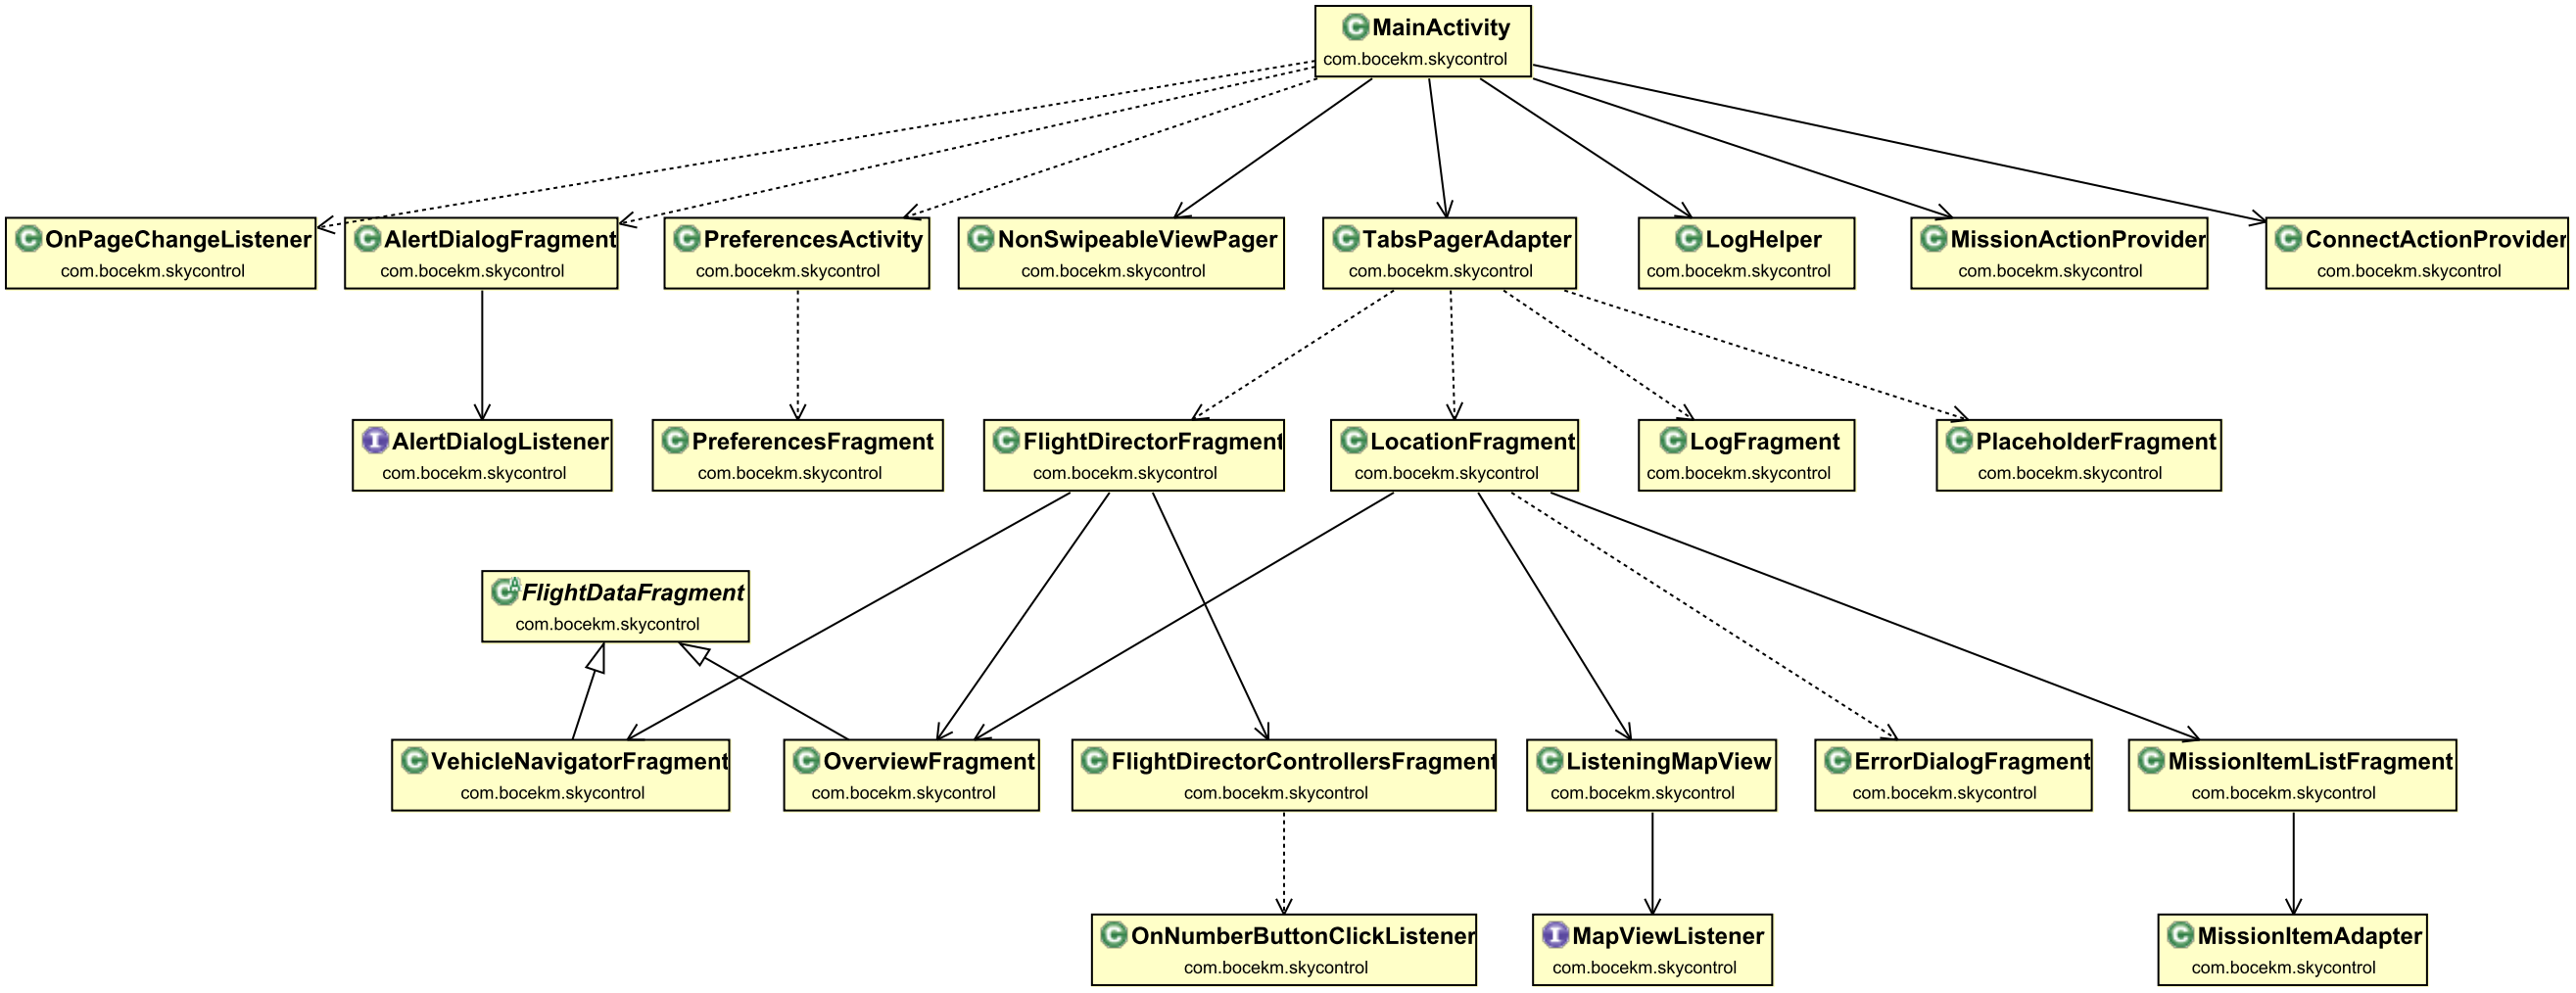 MainActivity
com.bocekm.skycontrol
OnPageChangeListener
com.bocekm.skycontrol
AlertDialogFragment
com.bocekm.skycontrol
PreferencesActivity
com.bocekm.skycontrol
NonSwipeableViewPager
com.bocekm.skycontrol
TabsPagerAdapter
com.bocekm.skycontrol
LogHelper
com.bocekm.skycontrol
MissionActionProvider
com.bocekm.skycontrol
ConnectActionProvider
com.bocekm.skycontrol
AlertDialogListener
com.bocekm.skycontrol
PreferencesFragment
com.bocekm.skycontrol
FlightDirectorFragment
com.bocekm.skycontrol
LocationFragment
com.bocekm.skycontrol
LogFragment
com.bocekm.skycontrol
PlaceholderFragment
com.bocekm.skycontrol
FlightDataFragment
com.bocekm.skycontrol
VehicleNavigatorFragment
com.bocekm.skycontrol
OverviewFragment
com.bocekm.skycontrol
FlightDirectorControllersFragment
com.bocekm.skycontrol
ListeningMapView
com.bocekm.skycontrol
ErrorDialogFragment
com.bocekm.skycontrol
MissionItemListFragment
com.bocekm.skycontrol
OnNumberButtonClickListener
com.bocekm.skycontrol
MapViewListener
com.bocekm.skycontrol
MissionItemAdapter
com.bocekm.skycontrol